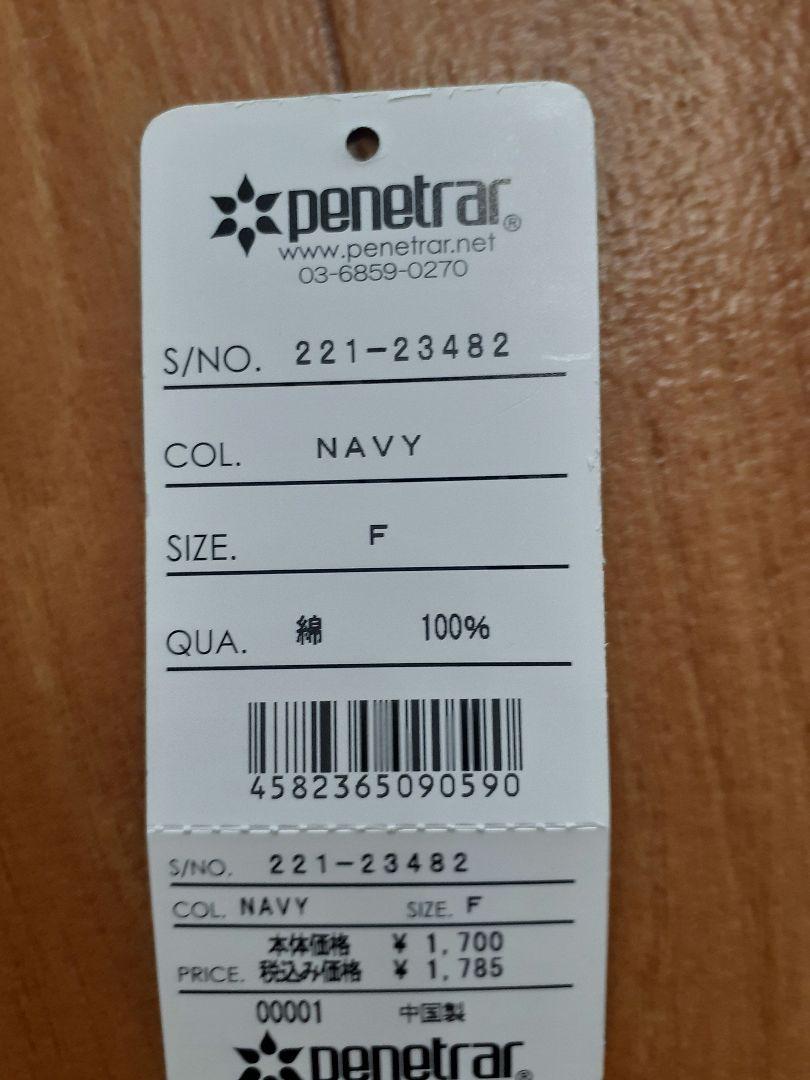 penetrar®
www.penetrar.net
03-6859-0270
S/NO. 221-23482
COL. NAVY
SIZE. F
QUA. 綿 100%
4582365090590
S/NO. 221-23482
COL. NAVY SIZE. F
本体価格 ¥ 1,700
PRICE. 税込み価格 ¥ 1,785
00001 中国製
penetrar®